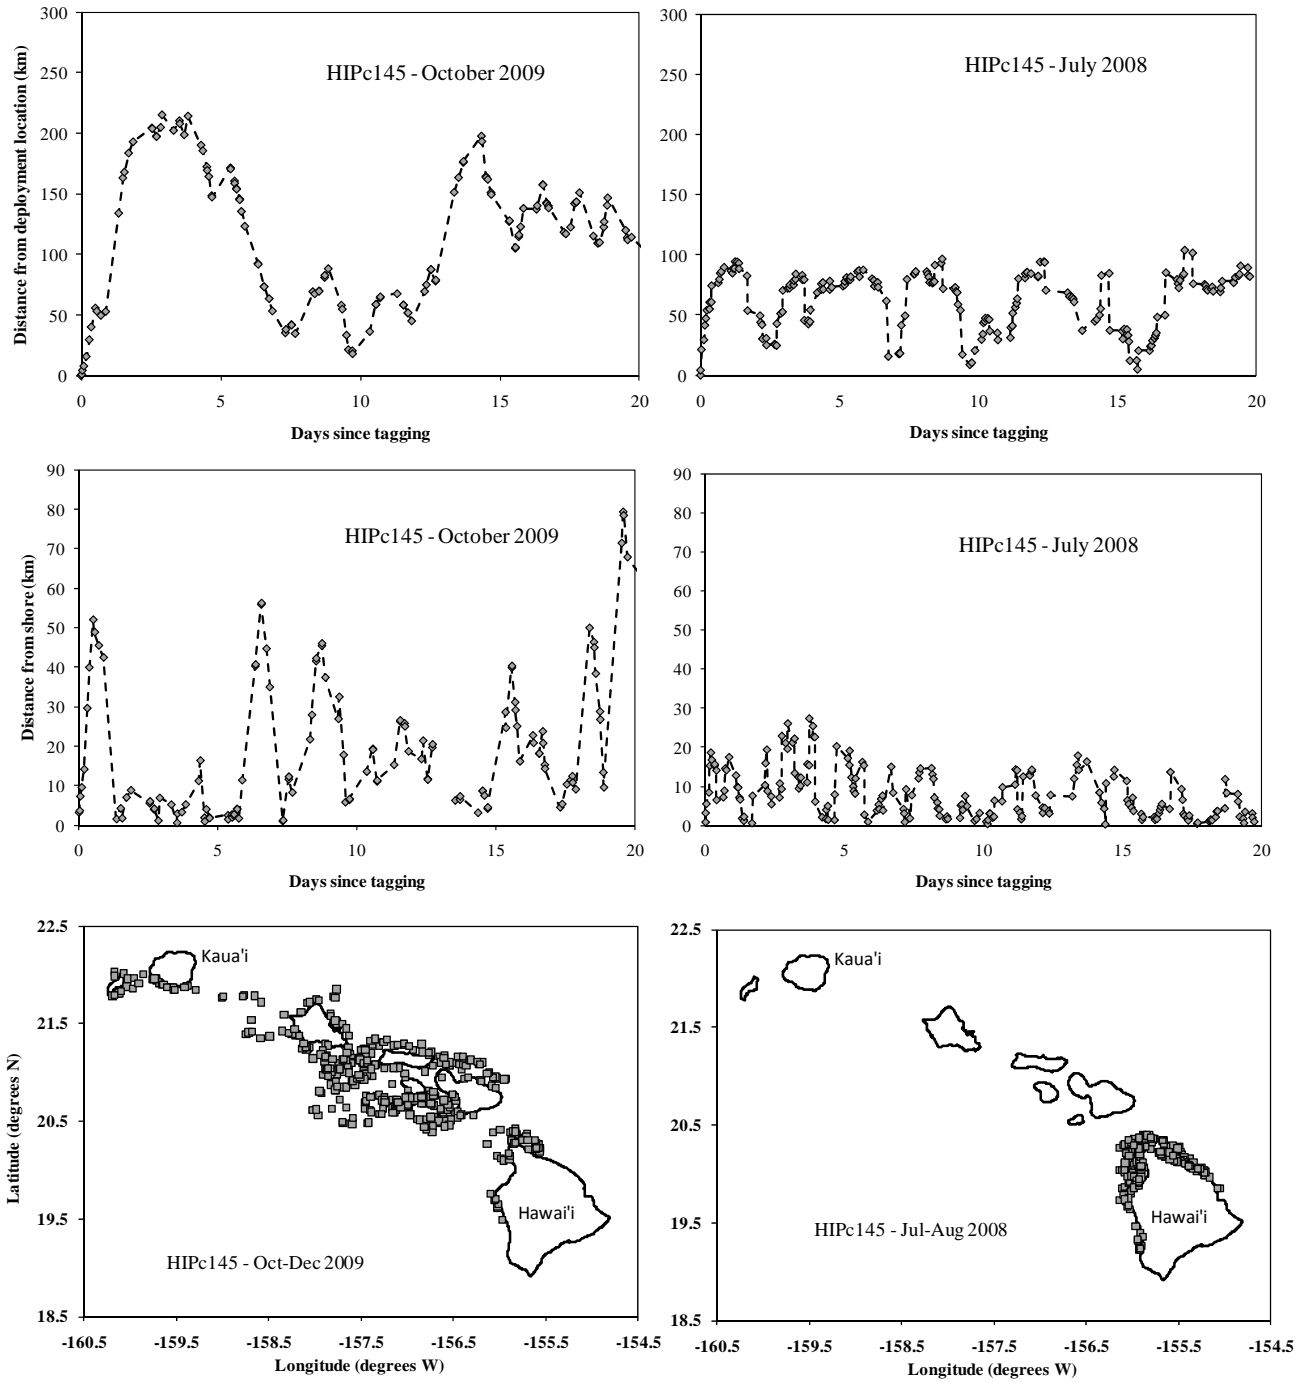 300
250
200
150
100
50
0
Distance from deployment location (km)
HIPc145 - October 2009
0 5 10 15 20
Days since tagging
300
250
200
150
100
50
0
HIPc145 - July 2008
0 5 10 15 20
Days since tagging
90
80
70
60
50
40
30
20
10
0
Distance from shore (km)
HIPc145 - October 2009
0 5 10 15 20
Days since tagging
90
80
70
60
50
40
30
20
10
0
HIPc145 - July 2008
0 5 10 15 20
Days since tagging
22.5
21.5
20.5
19.5
18.5
Latitude (degrees N)
Kaua'i
Hawai'i
HIPc145 - Oct-Dec 2009
-160.5 -159.5 -158.5 -157.5 -156.5 -155.5 -154.5
Longitude (degrees W)
22.5
21.5
20.5
19.5
18.5
Kaua'i
Hawai'i
HIPc145 - Jul-Aug 2008
-160.5 -159.5 -158.5 -157.5 -156.5 -155.5 -154.5
Longitude (degrees W)